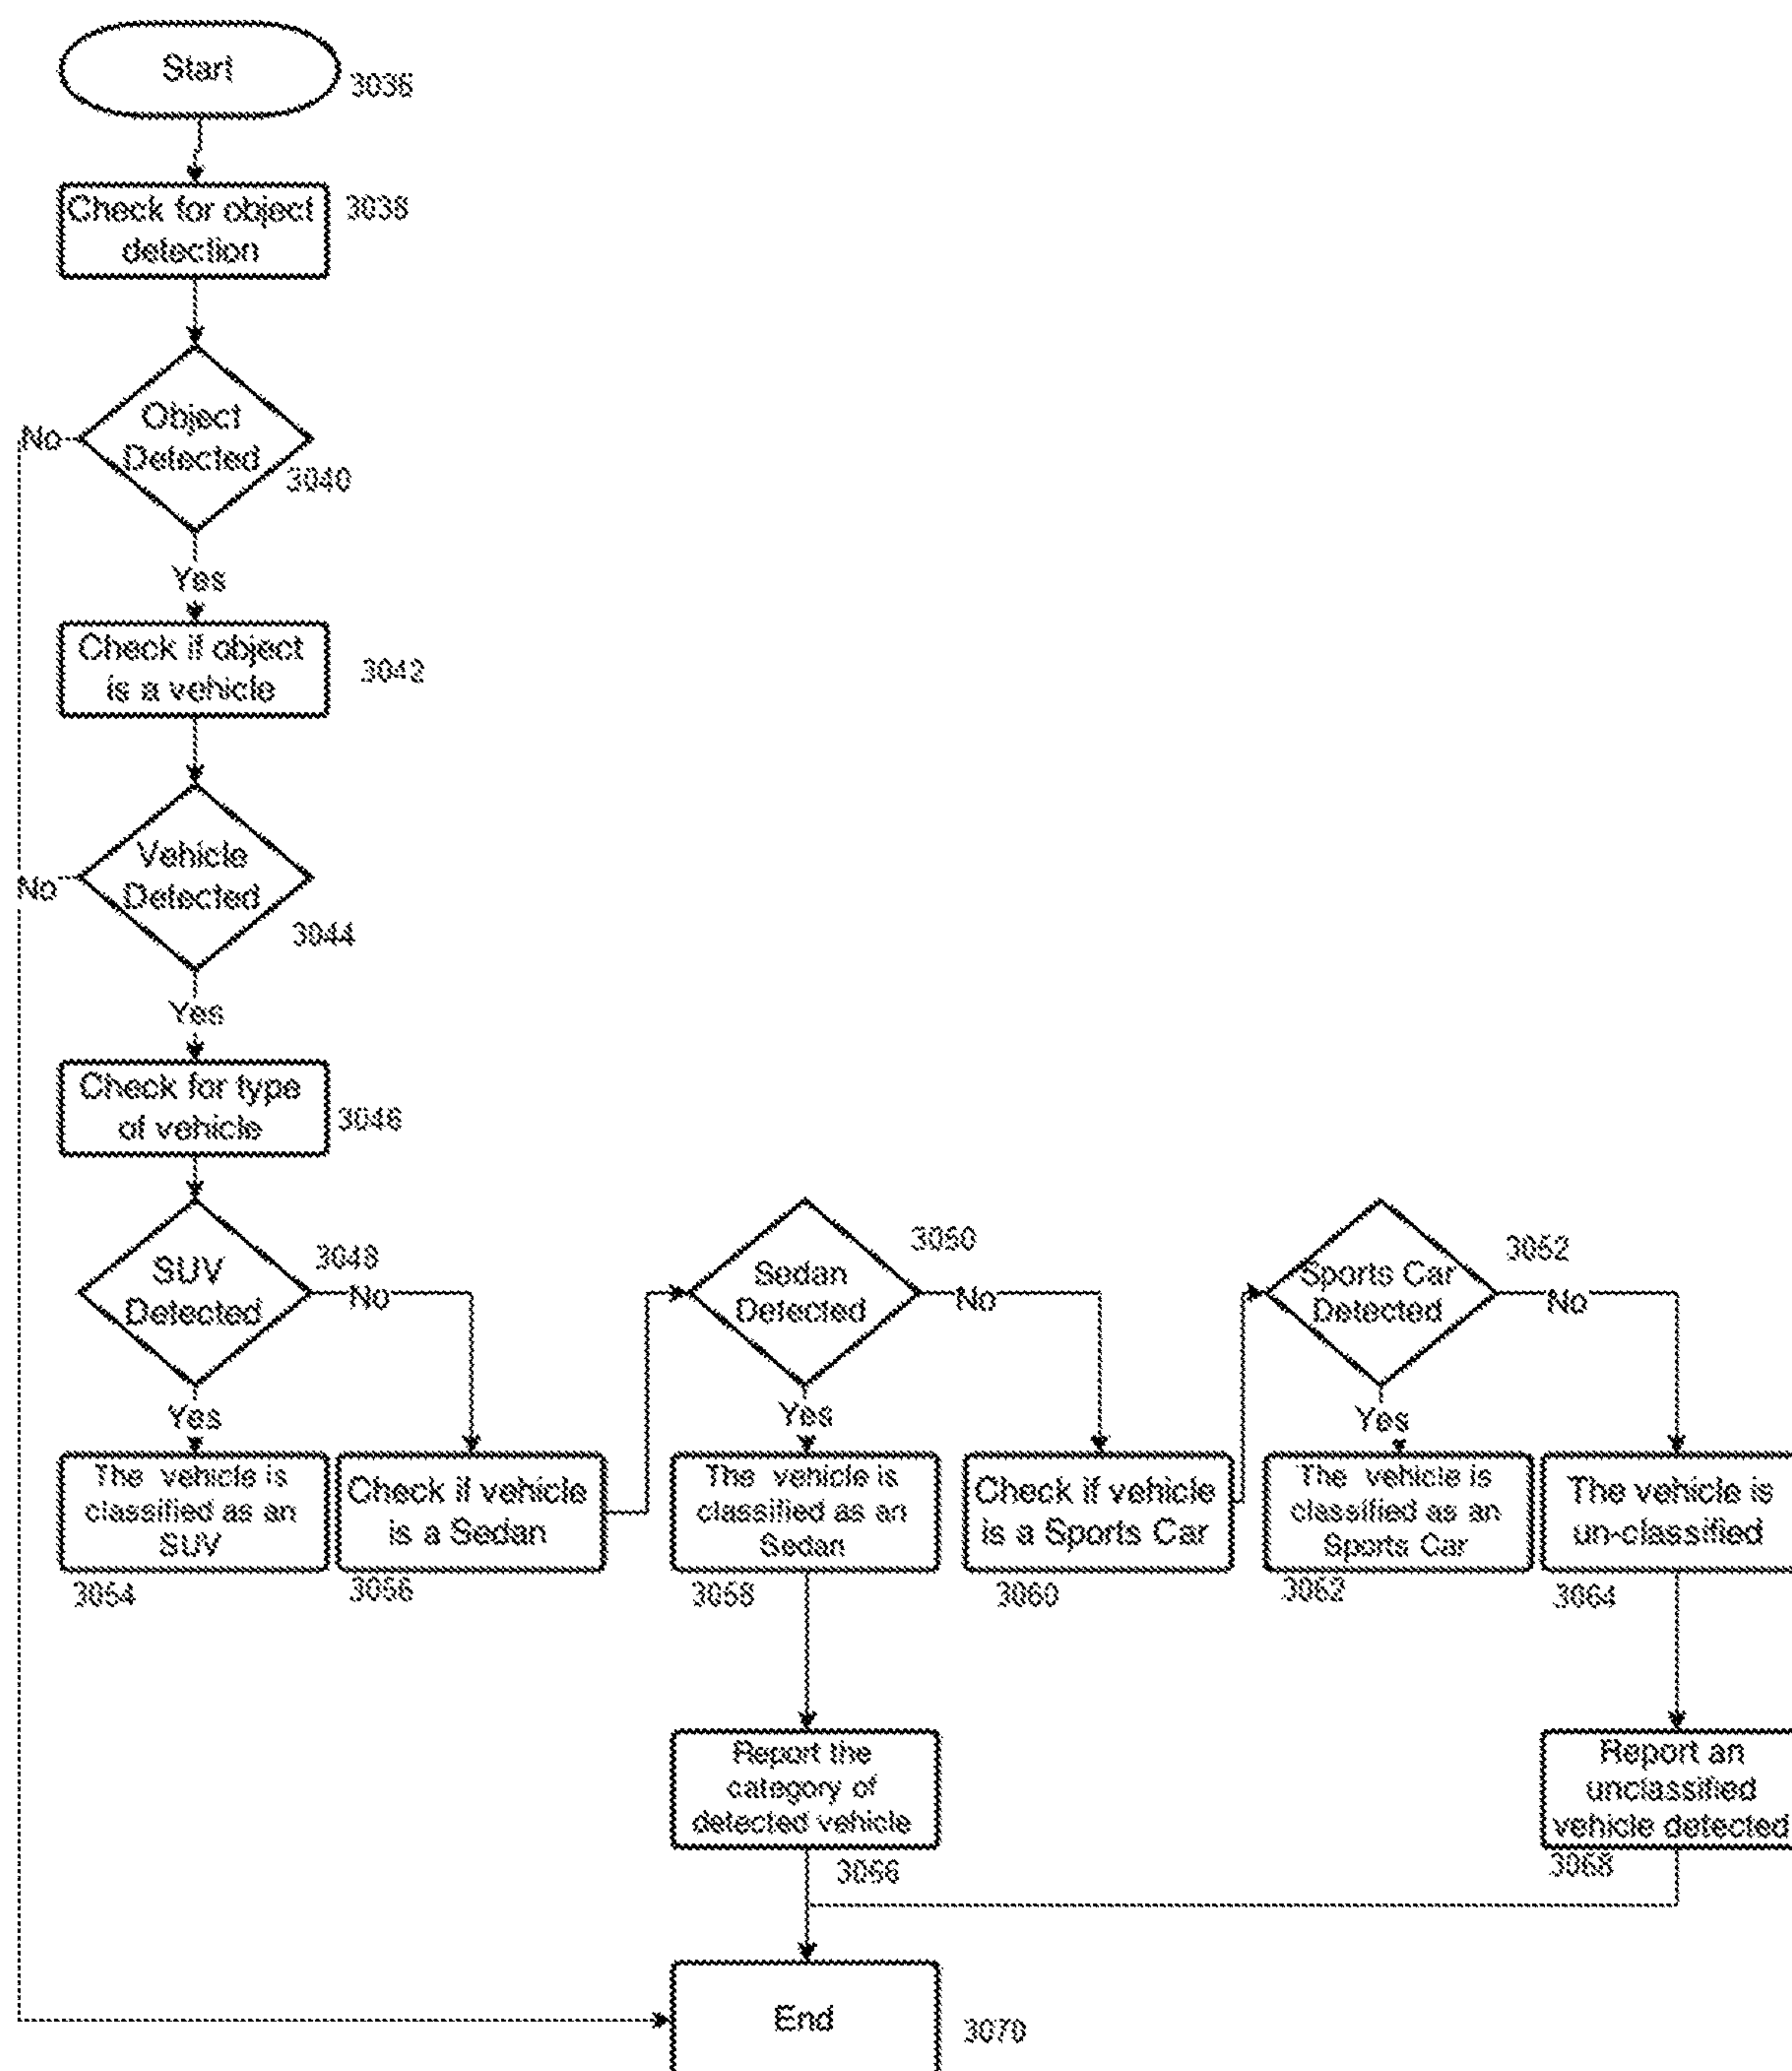 Start
3036
Check for object
detection
3038
Object
Detected
No
3040
Yes
Check if object
is a vehicle
3042
Vehicle
Detected
No
3044
Yes
Check for type
of vehicle
3046
SUV
Detected
3048
No
Yes
Sedan
Detected
3050
No
Yes
Sports Car
Detected
3052
No
Yes
The vehicle is
classified as an
SUV
3054
Check if vehicle
is a Sedan
3056
The vehicle is
classified as an
Sedan
3058
Check if vehicle
is a Sports Car
3060
The vehicle is
classified as an
Sports Car
3062
The vehicle is
un-classified
3064
Report the
category of
detected vehicle
3066
Report an
unclassified
vehicle detected
3068
End
3070